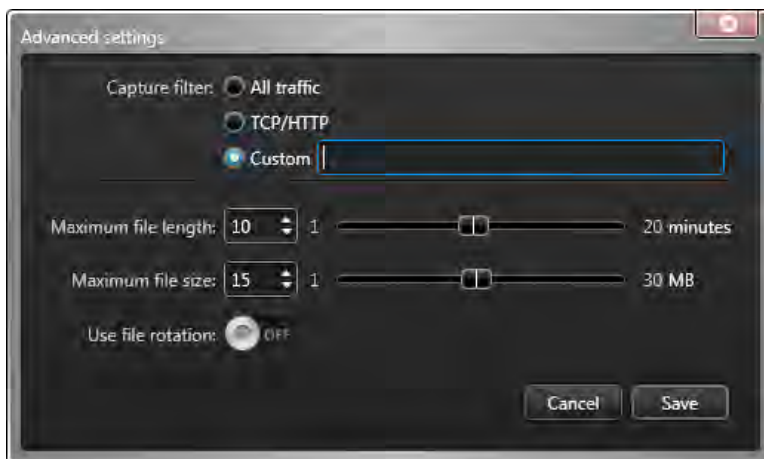 Advanced settings
Capture filter: All traffic
TCP/HTTP
Custom
Maximum file length: 10 1 20 minutes
Maximum file size: 15 1 30 MB
Use file rotation: OFF
Cancel Save